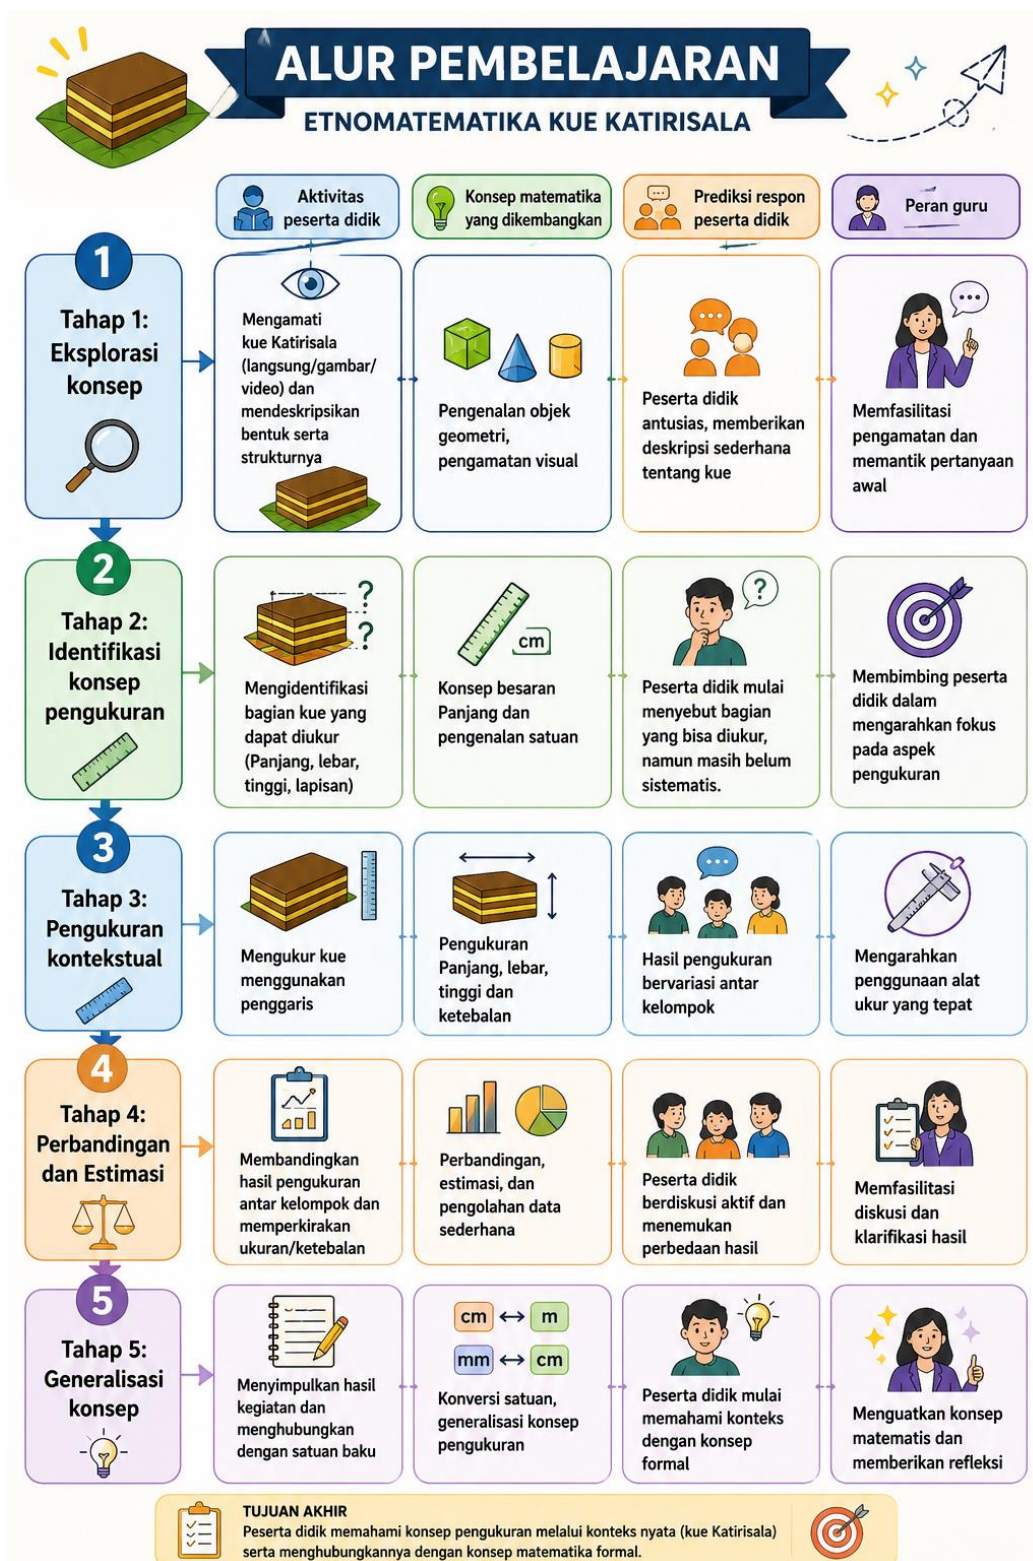 ALUR PEMBELAJARAN
ETNOMATEMATIKA KUE KATIRISALA
Aktivitas
peserta didik
Konsep matematika
yang dikembangkan
Prediksi respon
peserta didik
Peran guru
1
Tahap 1:
Eksplorasi
konsep
Mengamati
kue Katirisala
(langsung/gambar/
video) dan
mendeskripsikan
bentuk serta
strukturnya
Pengenalan objek
geometri,
pengamatan visual
Peserta didik
antusias, memberikan
deskripsi sederhana
tentang kue
Memfasilitasi
pengamatan dan
memantik pertanyaan
awal
2
Tahap 2:
Identifikasi
konsep
pengukuran
?
?
Mengidentifikasi
bagian kue yang
dapat diukur
(Panjang, lebar,
tinggi, lapisan)
cm
Konsep besaran
Panjang dan
pengenalan satuan
?
Peserta didik mulai
menyebut bagian
yang bisa diukur,
namun masih belum
sistematis.
Membimbing peserta
didik dalam
mengarahkan fokus
pada aspek
pengukuran
3
Tahap 3:
Pengukuran
kontekstual
Mengukur kue
menggunakan
penggaris
Pengukuran
Panjang, lebar,
tinggi dan
ketebalan
Hasil pengukuran
bervariasi antar
kelompok
Mengarahkan
penggunaan alat
ukur yang tepat
4
Tahap 4:
Perbandingan
dan Estimasi
Membandingkan
hasil pengukuran
antar kelompok dan
memperkirakan
ukuran/ketebalan
Perbandingan,
estimasi, dan
pengolahan data
sederhana
Peserta didik
berdiskusi aktif dan
menemukan
perbedaan hasil
Memfasilitasi
diskusi dan
klarifikasi hasil
5
Tahap 5:
Generalisasi
konsep
Menyimpulkan hasil
kegiatan dan
menghubungkan
dengan satuan baku
cm ↔ m
mm ↔ cm
Konversi satuan,
generalisasi konsep
pengukuran
Peserta didik mulai
memahami konteks
dengan konsep
formal
Menguatkan konsep
matematis dan
memberikan refleksi
TUJUAN AKHIR
Peserta didik memahami konsep pengukuran melalui konteks nyata (kue Katirisala)
serta menghubungkannya dengan konsep matematika formal.